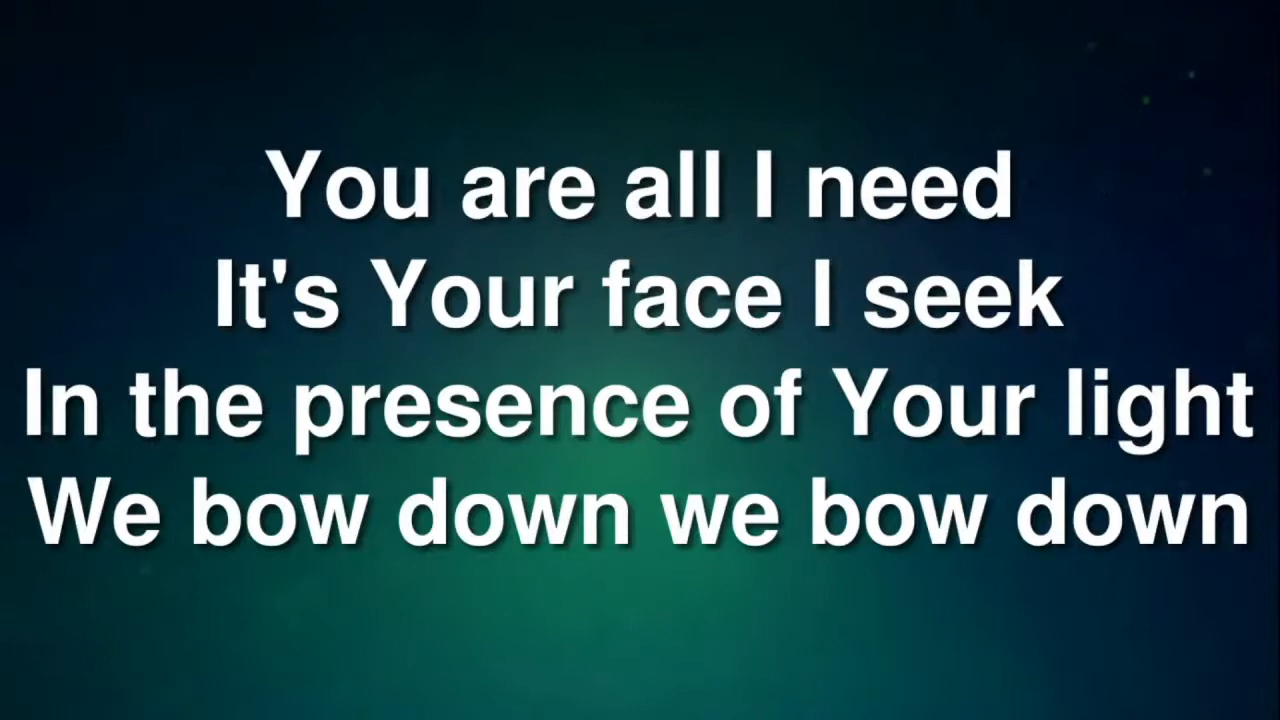 You are all I need
It's Your face I seek
In the presence of Your light
We bow down we bow down